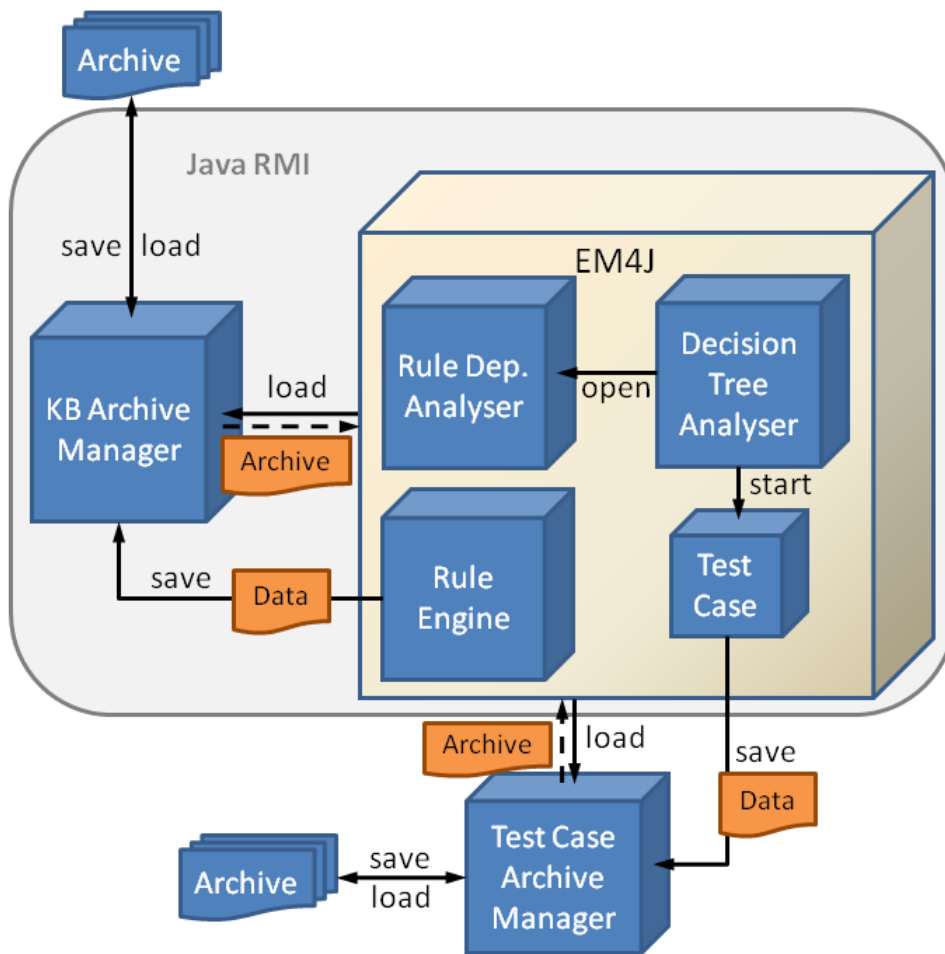 Archive
Java RMI
save load
EM4J
KB Archive
Manager
load
Archive
Rule Dep.
Analyser
open
Decision
Tree
Analyser
start
save
Data
Rule
Engine
Test
Case
Archive
load
save
Data
Archive
save
load
Test Case
Archive
Manager